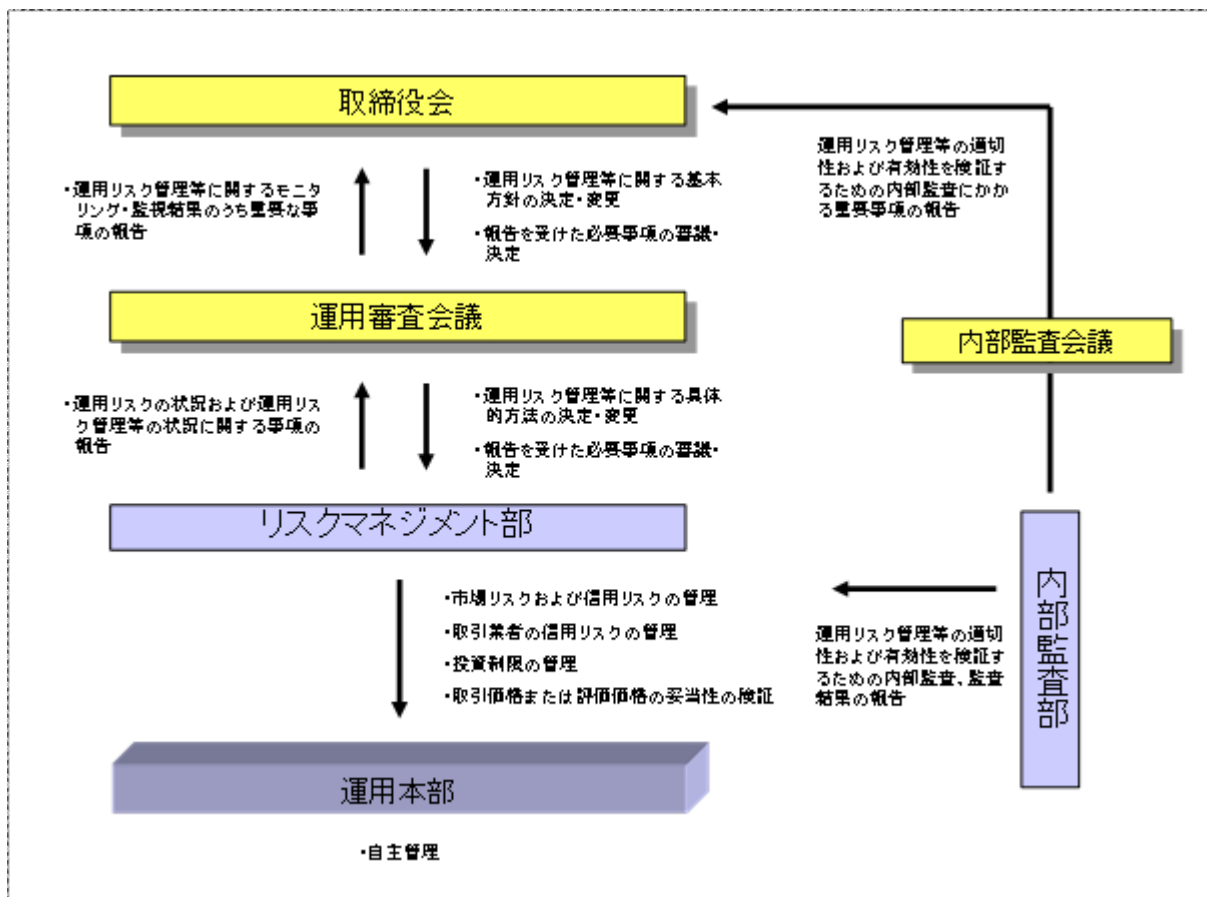 取締役会
・運用リスク管理等に関するモニ
タリング・監視結果のうち重要な事
項の報告
・運用リスク管理等に関する基本
方針の決定・変更
・報告を受けた必要事項の審議・
決定
運用リスク管理等の適切
性および有効性を検証す
るための内部監査にかか
る重要事項の報告
運用審査会議
内部監査会議
・運用リスクの状況および運用リス
ク管理等の状況に関する事項の
報告
・運用リスク管理等に関する具体
的方法の決定・変更
・報告を受けた必要事項の審議・
決定
リスクマネジメント部
内部監査部
・市場リスクおよび信用リスクの管理
・取引業者の信用リスクの管理
・投資制限の管理
・取引価格または評価価格の妥当性の検証
運用リスク管理等の適切
性および有効性を検証す
るための内部監査、監査
結果の報告
運用本部
・自主管理